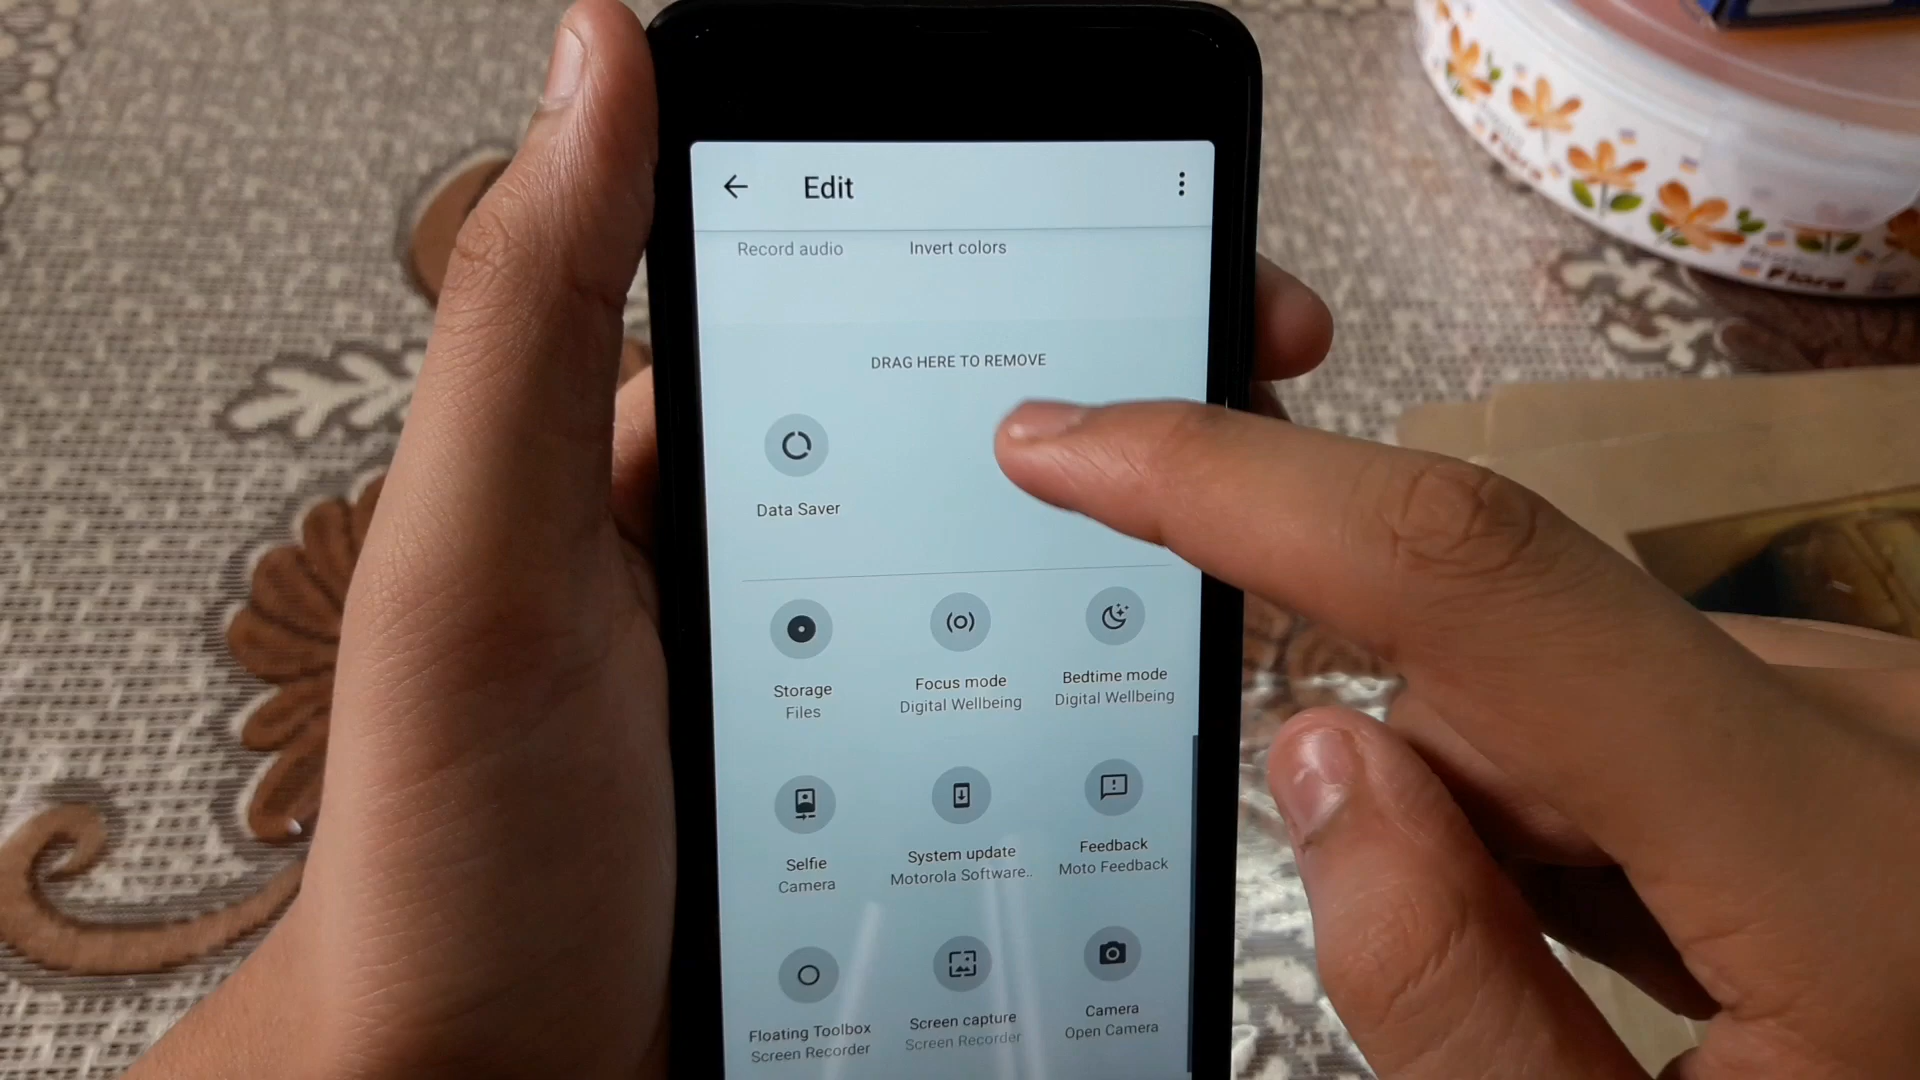 Edit
Record audio
Invert colors
DRAG HERE TO REMOVE
Data Saver
Storage
Files
Focus mode
Digital Wellbeing
Bedtime mode
Digital Wellbeing
Selfie
Camera
System update
Motorola Software..
Feedback
Moto Feedback
Floating Toolbox
Screen Recorder
Screen capture
Screen Recorder
Camera
Open Camera
Fiora